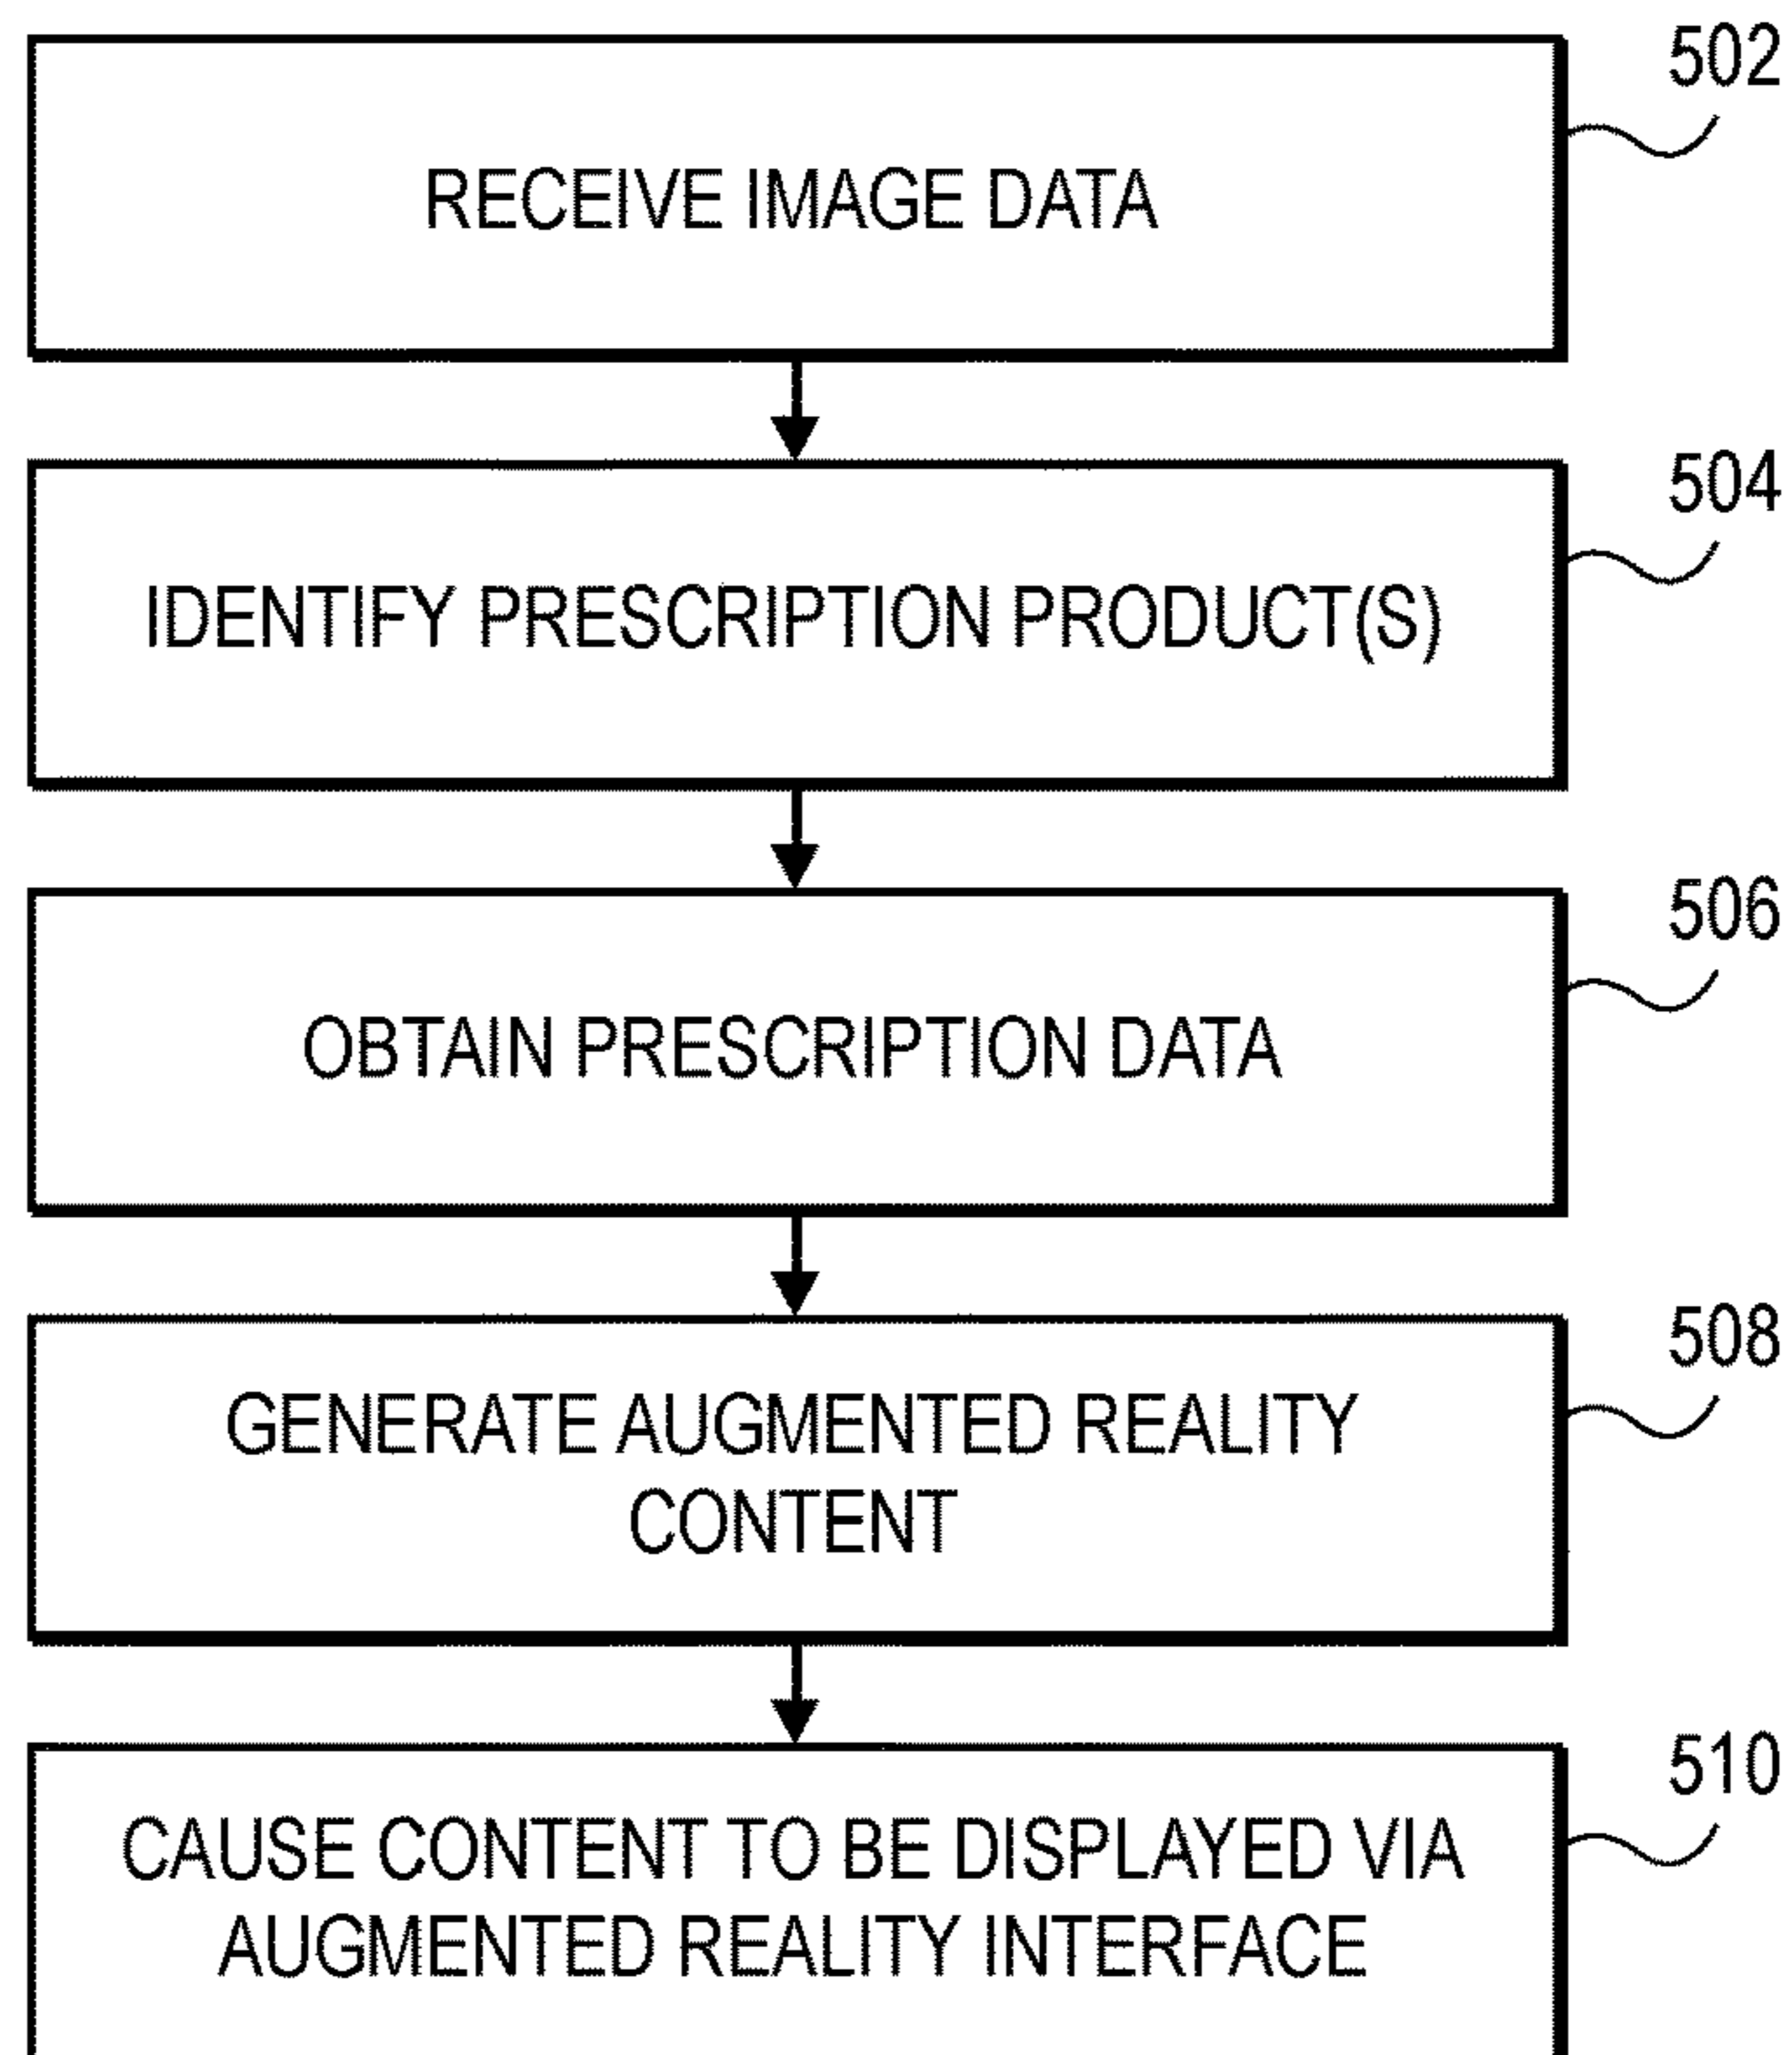 502
RECEIVE IMAGE DATA
504
IDENTIFY PRESCRIPTION PRODUCT(S)
506
OBTAIN PRESCRIPTION DATA
508
GENERATE AUGMENTED REALITY
CONTENT
510
CAUSE CONTENT TO BE DISPLAYED VIA
AUGMENTED REALITY INTERFACE